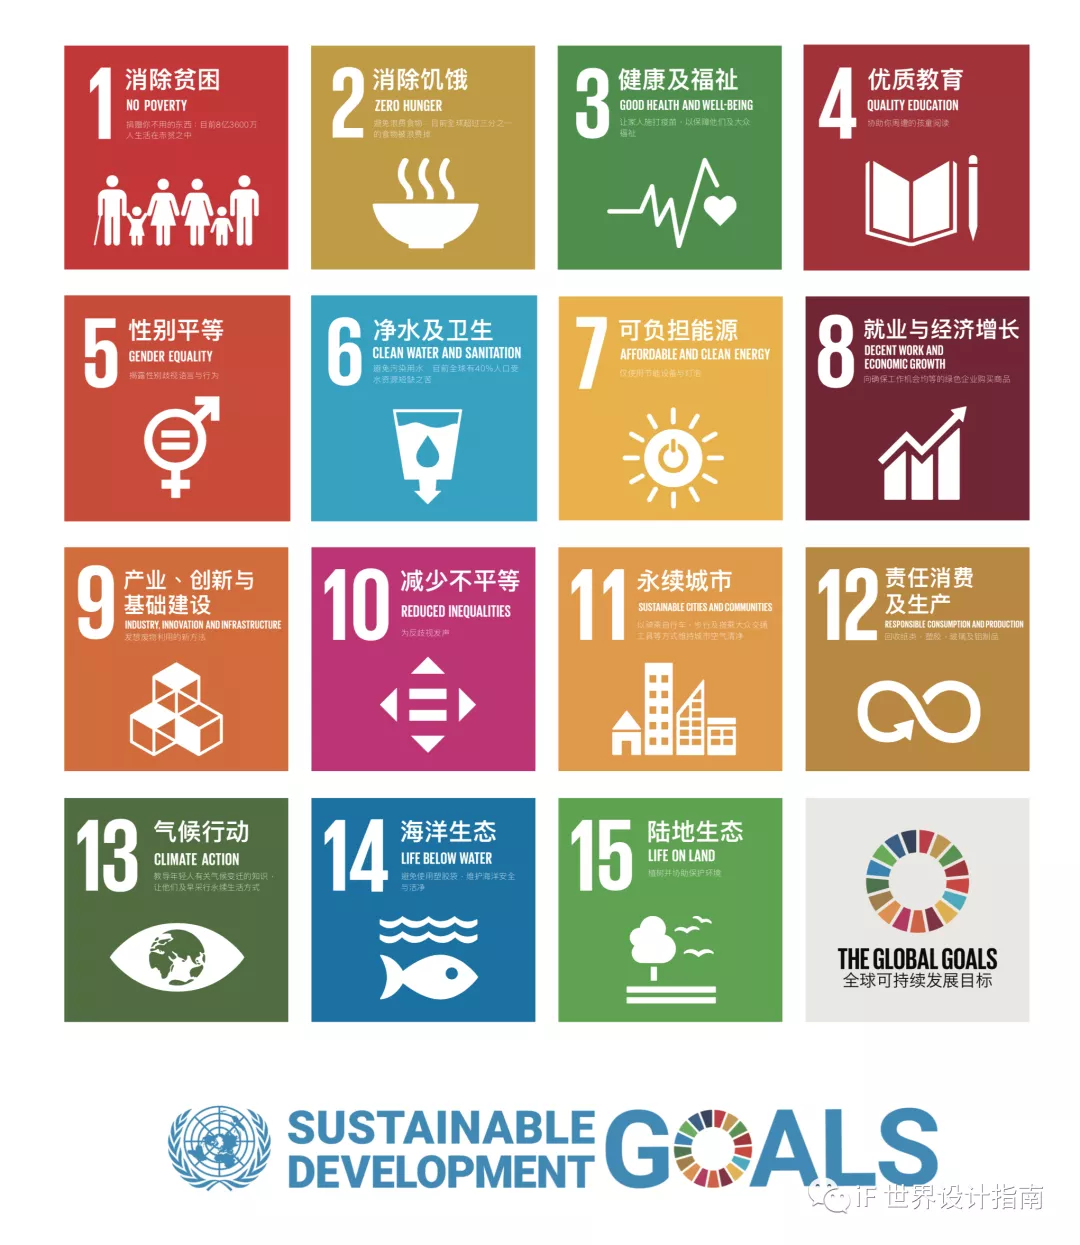 1
消除贫困
NO POVERTY
捐赠你不用的东西，目前8亿3600万
人生活在赤贫之中
2
消除饥饿
ZERO HUNGER
避免浪费食物，目前全球超过三分之一
的食物被浪费掉
3
健康及福祉
GOOD HEALTH AND WELL-BEING
让家人施打疫苗，以保障他们及大众
福祉
4
优质教育
QUALITY EDUCATION
协助你周遭的孩童阅读
5
性别平等
GENDER EQUALITY
揭露性别歧视语言与行为
6
净水及卫生
CLEAN WATER AND SANITATION
避免污染用水，目前全球有40%人口受
水资源短缺之苦
7
可负担能源
AFFORDABLE AND CLEAN ENERGY
仅使用节能设备与灯泡
8
就业与经济增长
DECENT WORK AND
ECONOMIC GROWTH
向确保工作机会均等的绿色企业购买商品
9
产业、创新与
基础建设
INDUSTRY, INNOVATION AND INFRASTRUCTURE
发想废物利用的新方法
10
减少不平等
REDUCED INEQUALITIES
为反歧视发声
11
永续城市
SUSTAINABLE CITIES AND COMMUNITIES
以骑乘自行车、步行及搭乘大众交通
工具等方式维持城市空气清净
12
责任消费
及生产
RESPONSIBLE CONSUMPTION AND PRODUCTION
回收纸类、塑胶、玻璃及铝制品
13
气候行动
CLIMATE ACTION
教导年轻人有关气候变迁的知识，
让他们及早采行永续生活方式
14
海洋生态
LIFE BELOW WATER
避免使用塑胶袋，维护海洋安全
与洁净
15
陆地生态
LIFE ON LAND
植树并协助保护环境
THE GLOBAL GOALS
全球可持续发展目标
SUSTAINABLE
DEVELOPMENT
GOALS
iF 世界设计指南